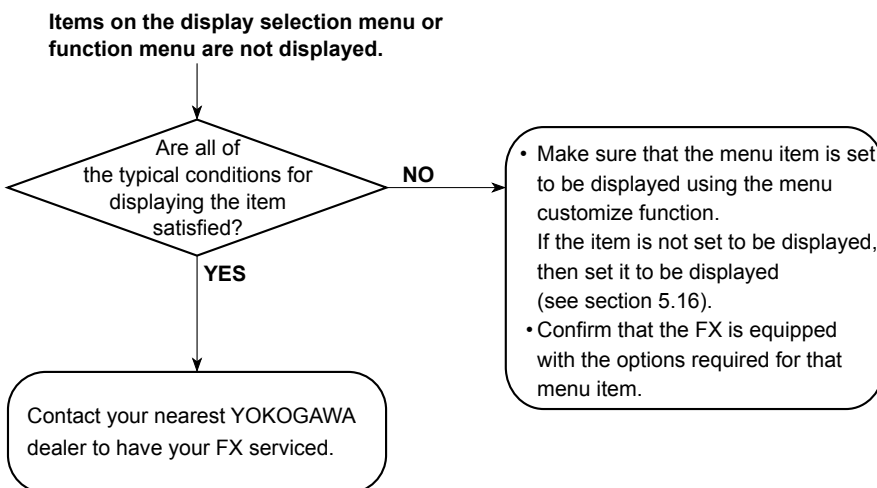 Items on the display selection menu or
function menu are not displayed.
Are all of
the typical conditions for
displaying the item
satisfied?
NO
YES
• Make sure that the menu item is set
to be displayed using the menu
customize function.
If the item is not set to be displayed,
then set it to be displayed
(see section 5.16).
• Confirm that the FX is equipped
with the options required for that
menu item.
Contact your nearest YOKOGAWA
dealer to have your FX serviced.